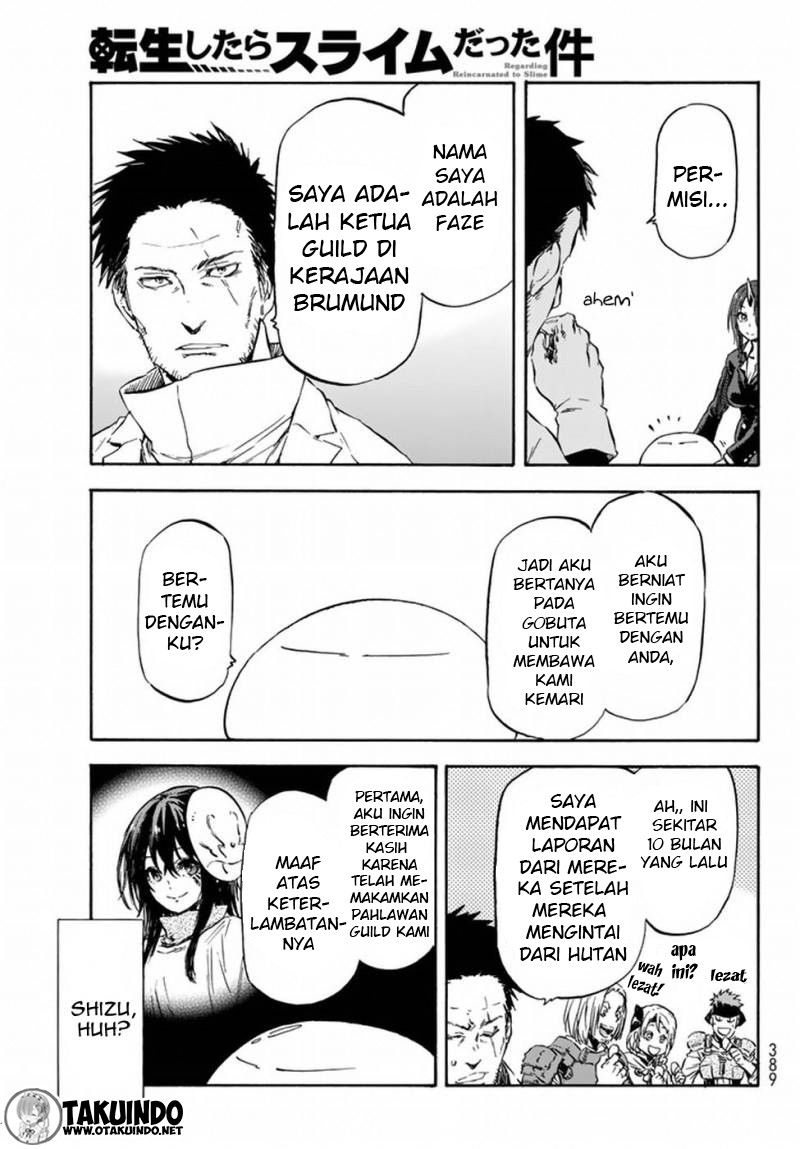 転生したらスライムだった件
Regarding
Reincarnated to Slime
PER-
MISI...
ahem'
NAMA
SAYA
ADALAH
FAZE
SAYA ADA-
LAH KETUA
GUILD DI
KERAJAAN
BRUMUND
AKU
BERNIAT
INGIN
BERTEMU
DENGAN
ANDA,
JADI AKU
BERTANYA
PADA
GOBUTA
UNTUK
MEMBAWA
KAMI
KEMARI
BER-
TEMU
DENGAN-
KU?
AH,, INI
SEKITAR
10 BULAN
YANG LALU
SAYA
MENDAPAT
LAPORAN
DARI MERE-
KA SETELAH
MEREKA
MENGINTAI
DARI HUTAN
wah
lezat!
apa
ini?
lezat
PERTAMA,
AKU INGIN
BERTERIMA
KASIH
KARENA
TELAH ME-
MAKAMKAN
PAHLAWAN
GUILD KAMI
MAAF
ATAS
KETER-
LAMBATAN-
NYA
SHIZU,
HUH?
389
TAKUINDO
WWW.OTAKUINDO.NET